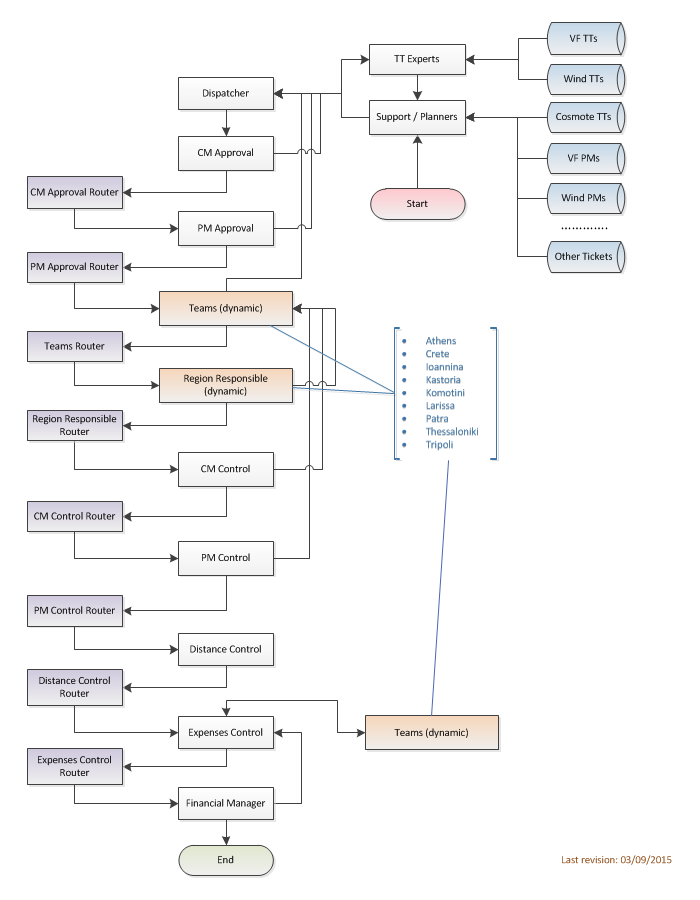 VF TTs
TT Experts
Wind TTs
Dispatcher
Support / Planners
Cosmote TTs
CM Approval
VF PMs
CM Approval Router
Start
Wind PMs
PM Approval
.............
Other Tickets
PM Approval Router
Teams (dynamic)
Teams Router
Region Responsible
(dynamic)
• Athens
• Crete
• Ioannina
• Kastoria
• Komotini
• Larissa
• Patra
• Thessaloniki
• Tripoli
Region Responsible
Router
CM Control
CM Control Router
PM Control
PM Control Router
Distance Control
Distance Control
Router
Expenses Control
Teams (dynamic)
Expenses Control
Router
Financial Manager
End
Last revision: 03/09/2015